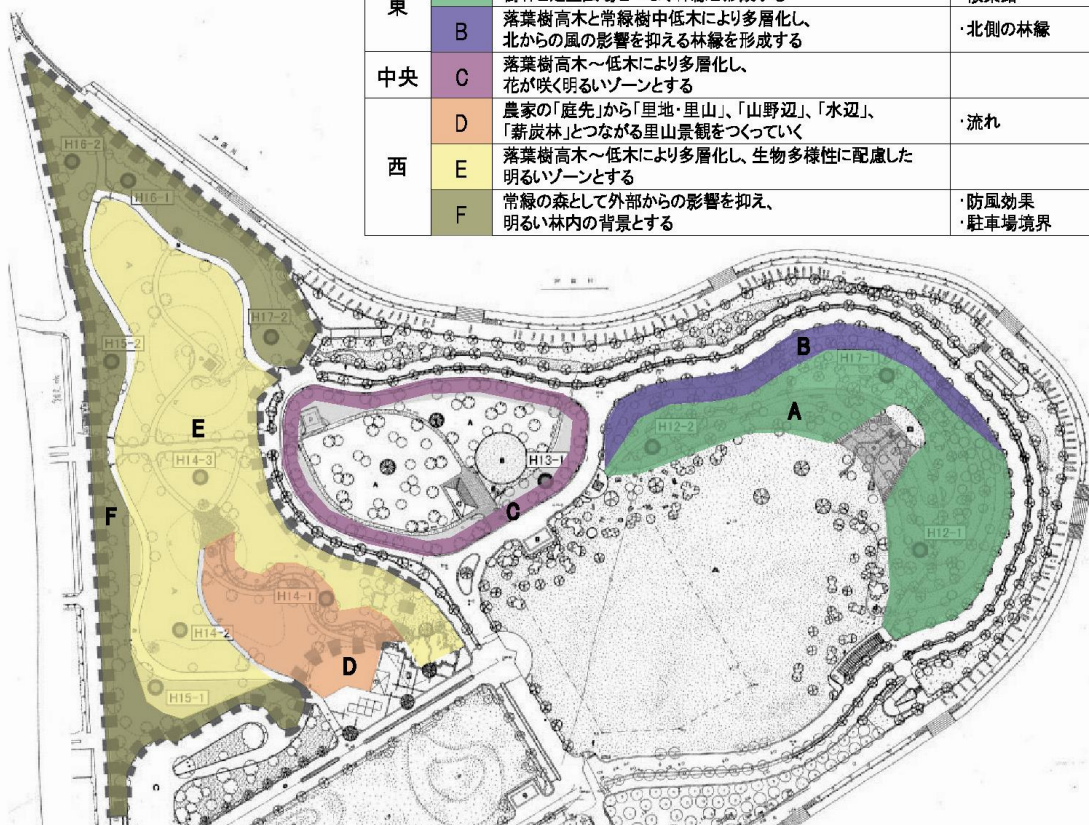 東
B
落葉樹高木と常緑樹中低木により多層化し、
北からの風の影響を抑える林縁を形成する
・北側の林縁
中央
C
落葉樹高木～低木により多層化し、
花が咲く明るいゾーンとする
西
D
農家の「庭先」から「里地・里山」、「山野辺」、「水辺」、
「薪炭林」とつながる里山景観をつくっていく
・流れ
E
落葉樹高木～低木により多層化し、生物多様性に配慮した
明るいゾーンとする
F
常緑の森として外部からの影響を抑え、
明るい林内の背景とする
・防風効果
・駐車場境界
H16-2
H16-1
H17-2
H15-2
E
H14-3
F
H14-1
H14-2
D
H15-1
H13-1
C
B
H17-1
A
H12-2
H12-1